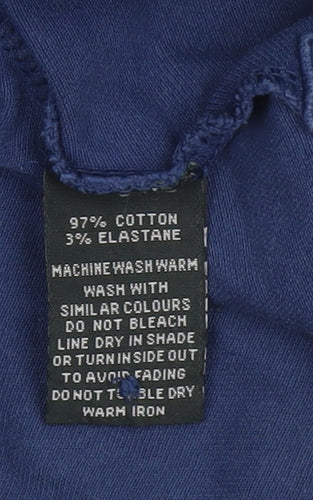 97% COTTON
3% ELASTANE
MACHINE WASH WARM
WASH WITH
SIMILAR COLOURS
DO NOT BLEACH
LINE DRY IN SHADE
OR TURN INSIDE OUT
TO AVOID FADING
DO NOT DRY
WARM IRON